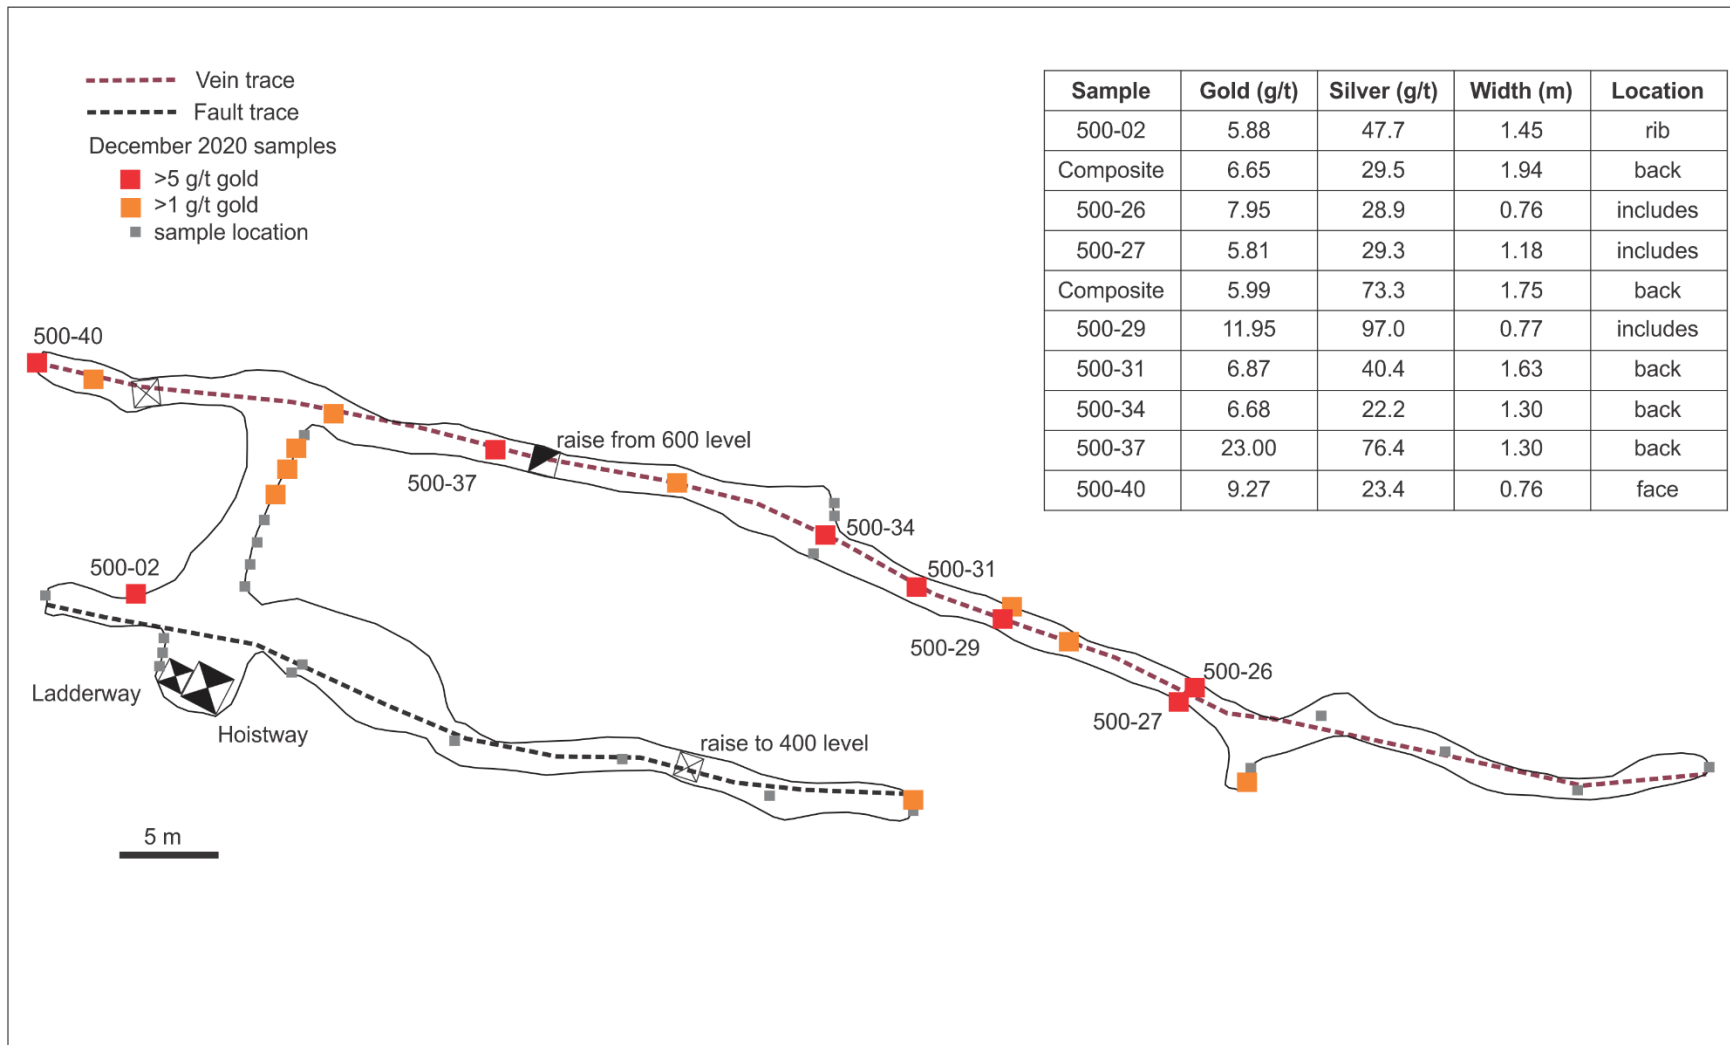 Vein trace
Fault trace
December 2020 samples
>5 g/t gold
>1 g/t gold
sample location
Sample Gold (g/t) Silver (g/t) Width (m) Location
500-02 5.88 47.7 1.45 rib
Composite 6.65 29.5 1.94 back
500-26 7.95 28.9 0.76 includes
500-27 5.81 29.3 1.18 includes
Composite 5.99 73.3 1.75 back
500-29 11.95 97.0 0.77 includes
500-31 6.87 40.4 1.63 back
500-34 6.68 22.2 1.30 back
500-37 23.00 76.4 1.30 back
500-40 9.27 23.4 0.76 face
500-40
raise from 600 level
500-37
500-34
500-02
500-31
500-29
500-26
Ladderway
500-27
Hoistway
raise to 400 level
5 m